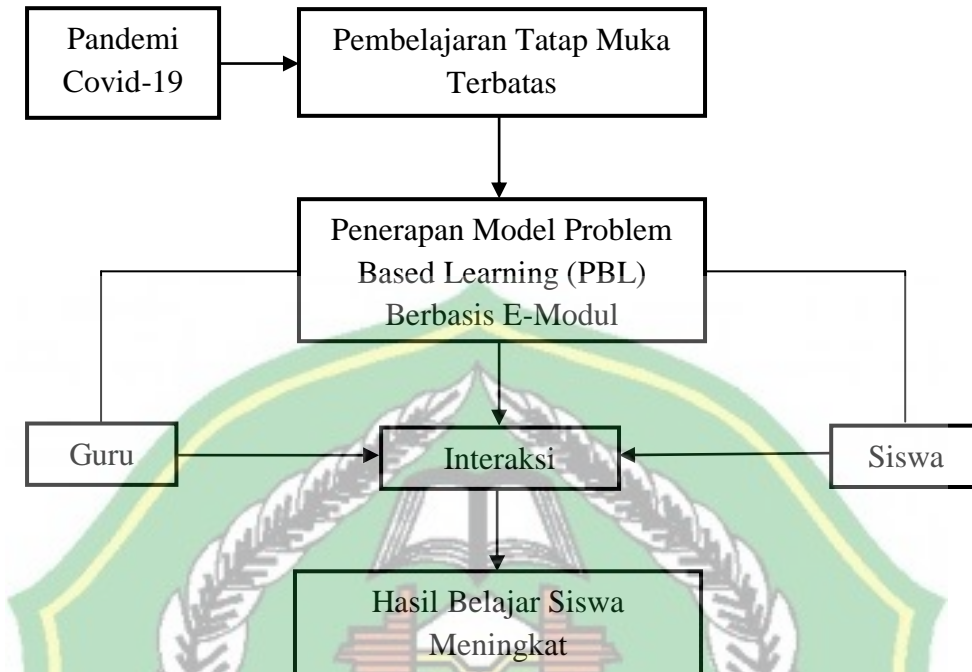 Pandemi
Covid-19
Pembelajaran Tatap Muka
Terbatas
Penerapan Model Problem
Based Learning (PBL)
Berbasis E-Modul
Guru
Interaksi
Siswa
Hasil Belajar Siswa
Meningkat